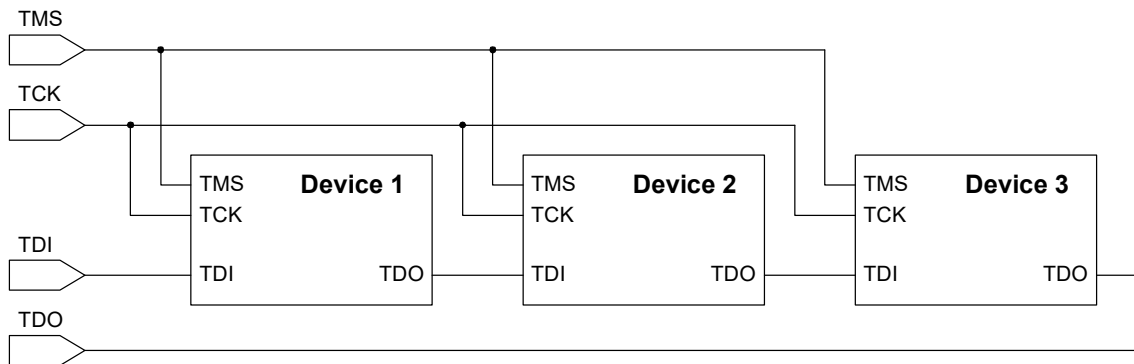 TMS
TCK
TMS Device 1
TCK
TMS Device 2
TCK
TMS Device 3
TCK
TDI
TDI TDO
TDI TDO
TDI TDO
TDO